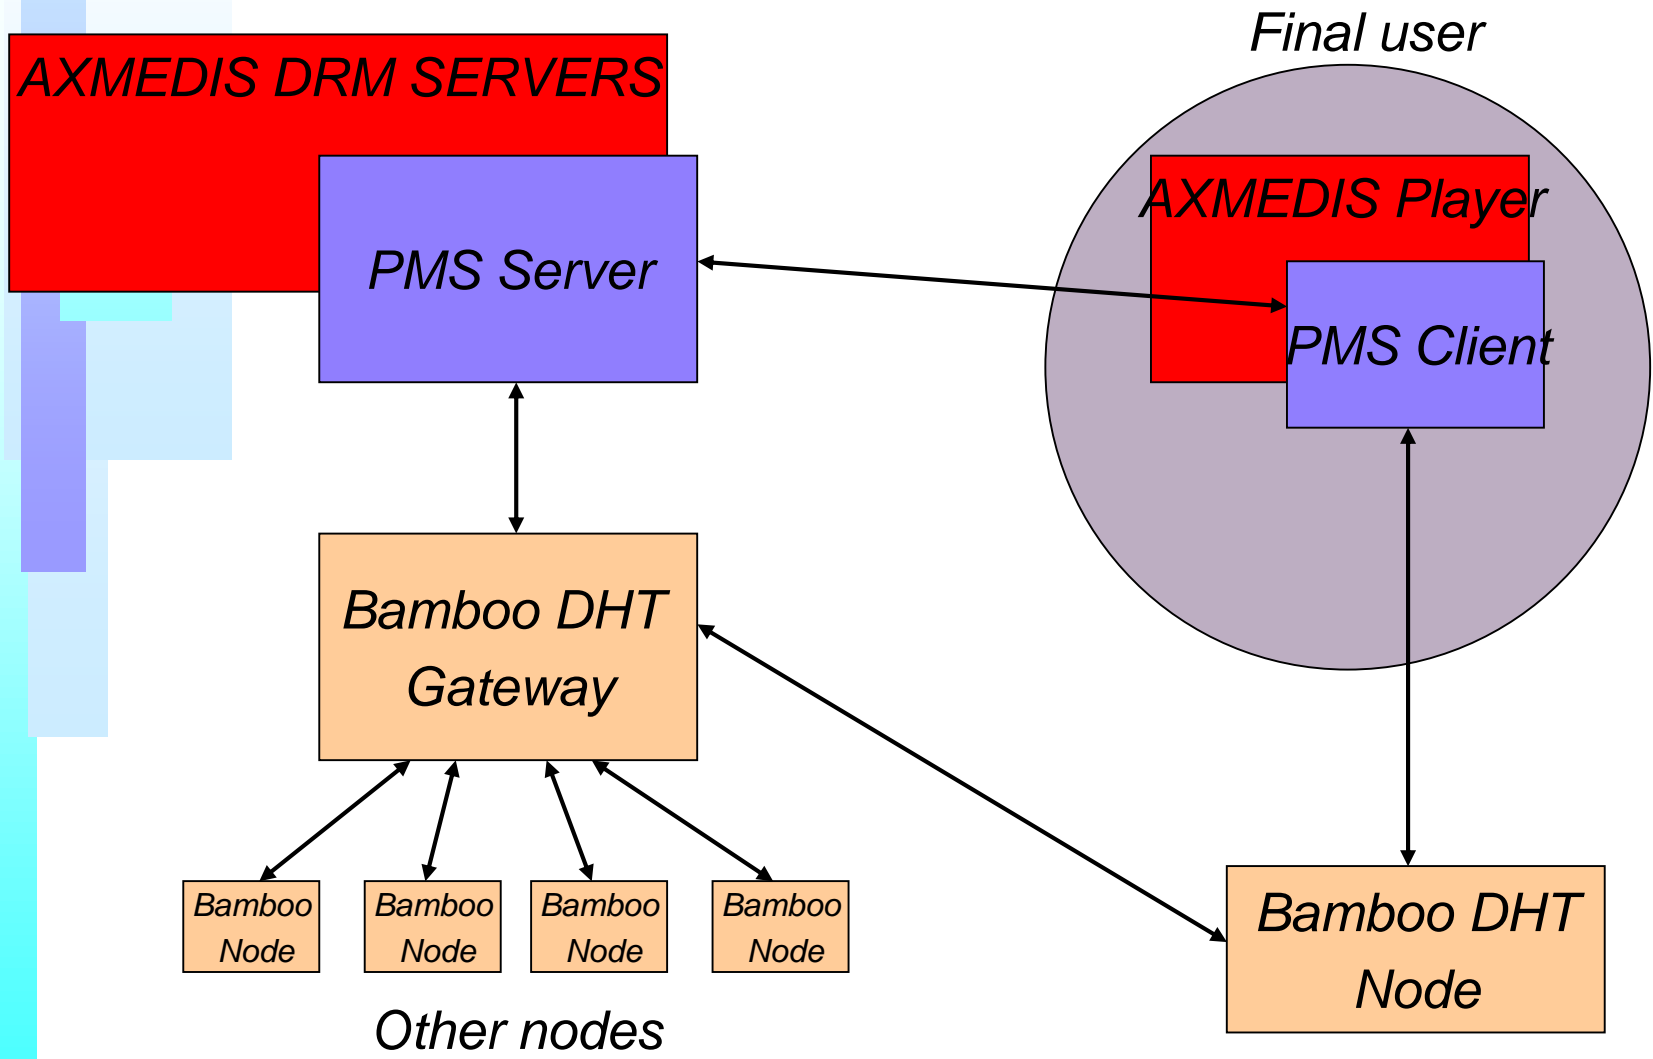 Final user
AXMEDIS DRM SERVERS
AXMEDIS Player
PMS Server
PMS Client
Bamboo DHT
Gateway
Bamboo
Node
Bamboo
Node
Bamboo
Node
Bamboo
Node
Bamboo DHT
Node
Other nodes